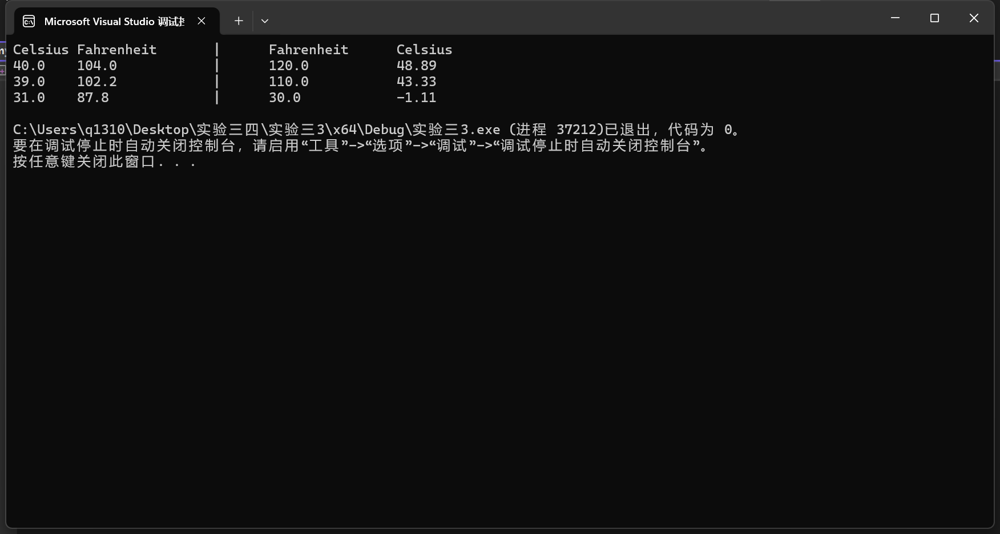 Microsoft Visual Studio 调试
Celsius Fahrenheit | Fahrenheit Celsius
40.0 104.0 | 120.0 48.89
39.0 102.2 | 110.0 43.33
31.0 87.8 | 30.0 -1.11
C:\Users\q1310\Desktop\实验三四\实验三3\x64\Debug\实验三3.exe (进程 37212)已退出，代码为 0。
要在调试停止时自动关闭控制台，请启用“工具”->“选项”->“调试”->“调试停止时自动关闭控制台”。
按任意键关闭此窗口. . .